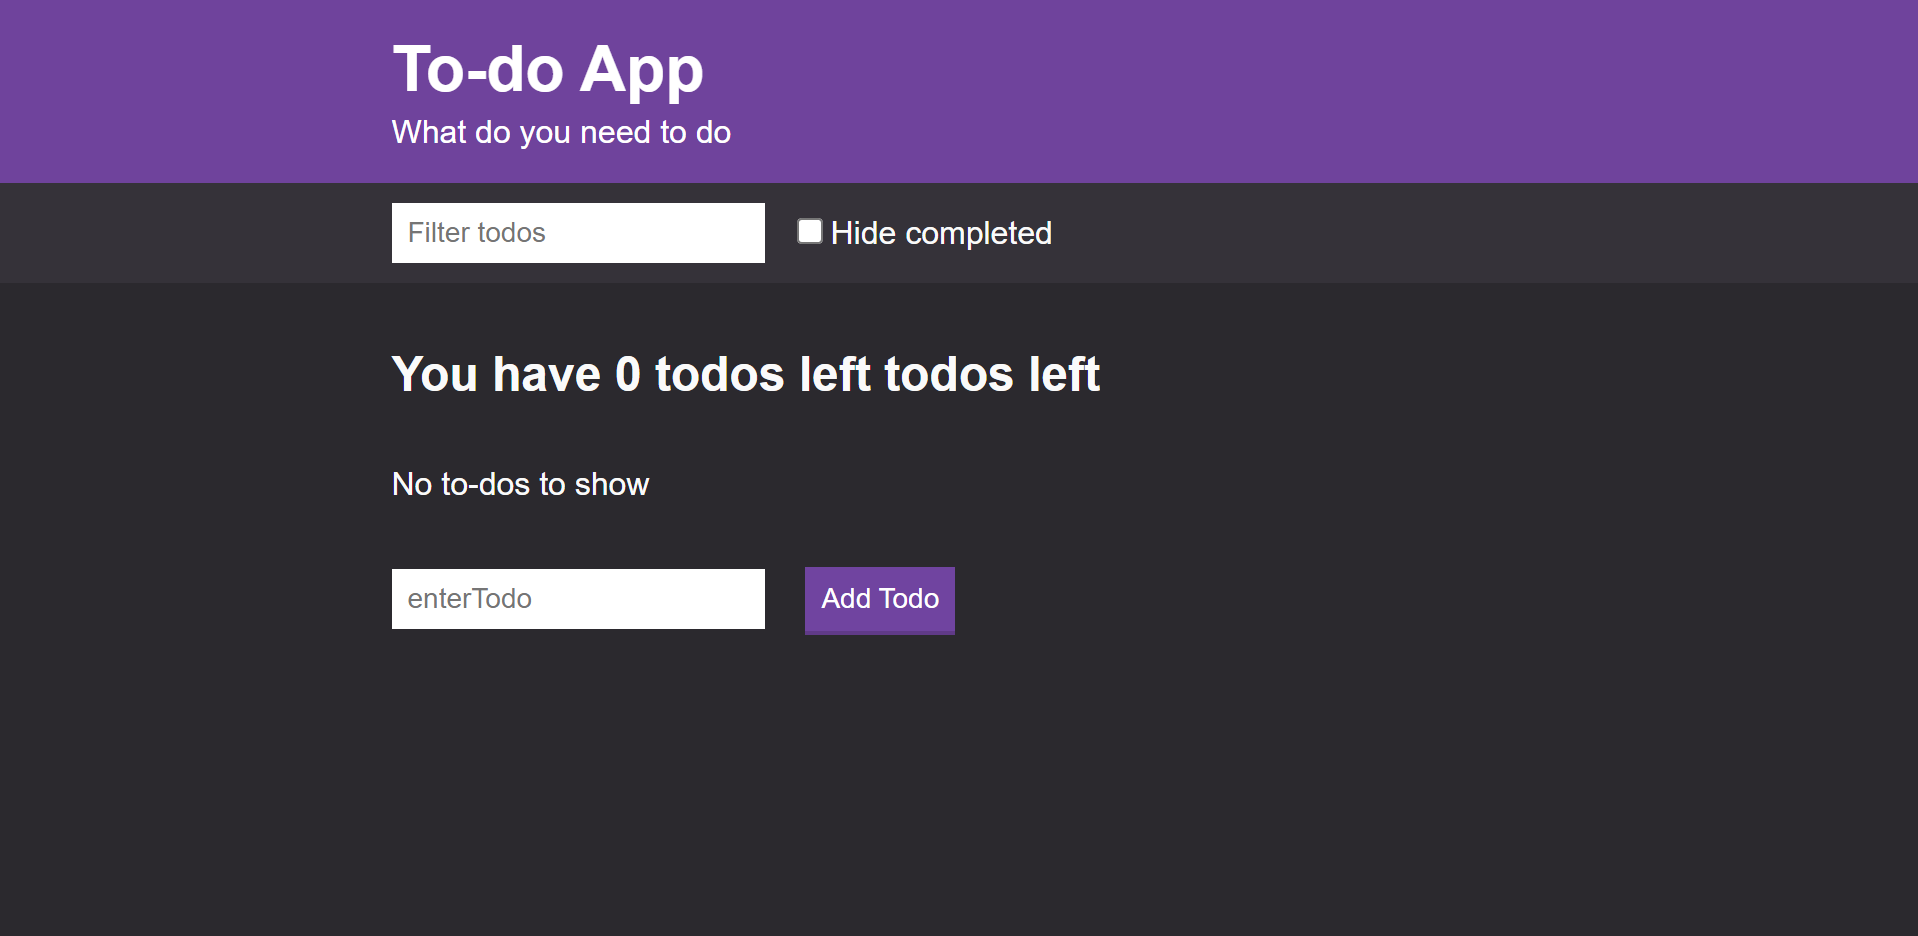 To-do App
What do you need to do
Filter todos
Hide completed
You have 0 todos left todos left
No to-dos to show
enterTodo
Add Todo